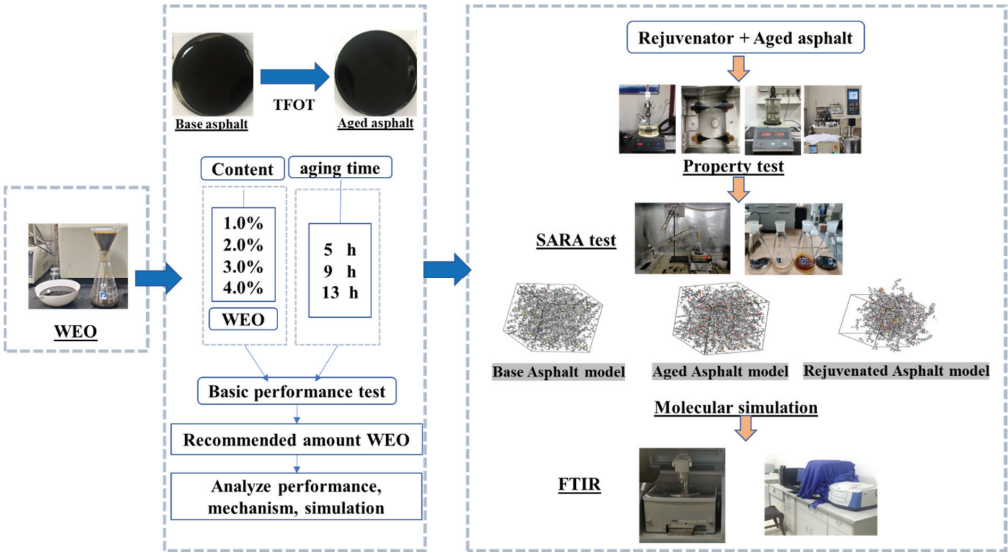 WEO
Base asphalt
TFOT
Aged asphalt
Content
aging time
1.0%
2.0%
3.0%
4.0%
WEO
5 h
9 h
13 h
Basic performance test
Recommended amount WEO
Analyze performance,
mechanism, simulation
Rejuvenator + Aged asphalt
Property test
SARA test
Base Asphalt model
Aged Asphalt model
Rejuvenated Asphalt model
Molecular simulation
FTIR